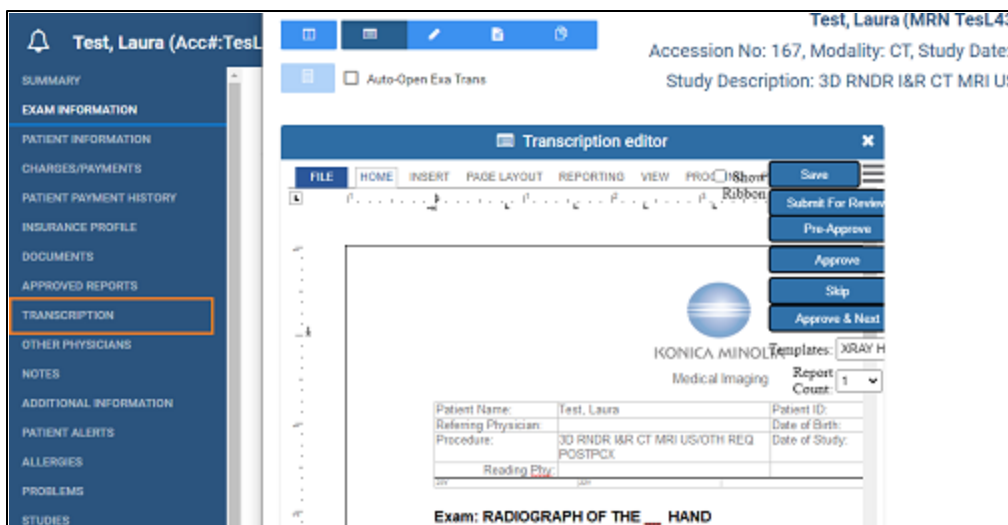 Test, Laura (Acc#:TesL
SUMMARY
EXAM INFORMATION
PATIENT INFORMATION
CHARGES/PAYMENTS
PATIENT PAYMENT HISTORY
INSURANCE PROFILE
DOCUMENTS
APPROVED REPORTS
TRANSCRIPTION
OTHER PHYSICIANS
NOTES
ADDITIONAL INFORMATION
PATIENT ALERTS
ALLERGIES
PROBLEMS
STUDIES
Test, Laura (MRN TesL43
Accession No: 167, Modality: CT, Study Date:
Study Description: 3D RNDR I&R CT MRI US
Auto-Open Exa Trans
Transcription editor
FILE HOME INSERT PAGE LAYOUT REPORTING VIEW
Show Ribbon
Save
Submit For Review
Pre-Approve
Approve
Skip
Approve & Next
Templates: XRAY H
Report Count: 1
KONICA MINOLT
Medical Imaging
Patient Name: Test, Laura Patient ID:
Referring Physician: Date of Birth:
Procedure: 3D RNDR I&R CT MRI US/OTH REQ Date of Study:
POSTPCX
Reading Phy:
Exam: RADIOGRAPH OF THE __ HAND